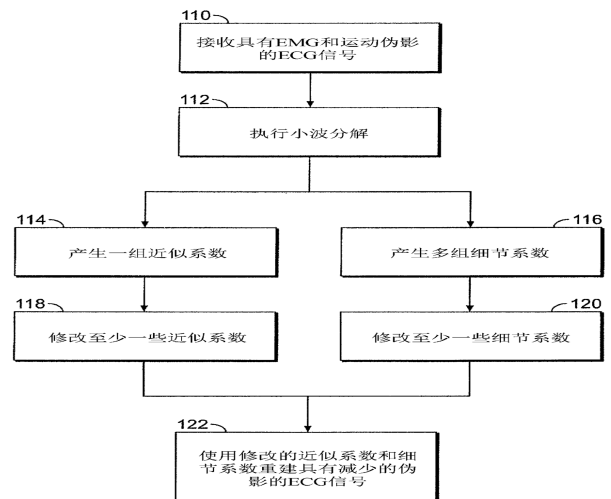 110
接收具有EMG和运动伪影
的ECG信号
112
执行小波分解
114
产生一组近似系数
116
产生多组细节系数
118
修改至少一些近似系数
120
修改至少一些细节系数
122
使用修改的近似系数和细
节系数重建具有减少的伪
影的ECG信号